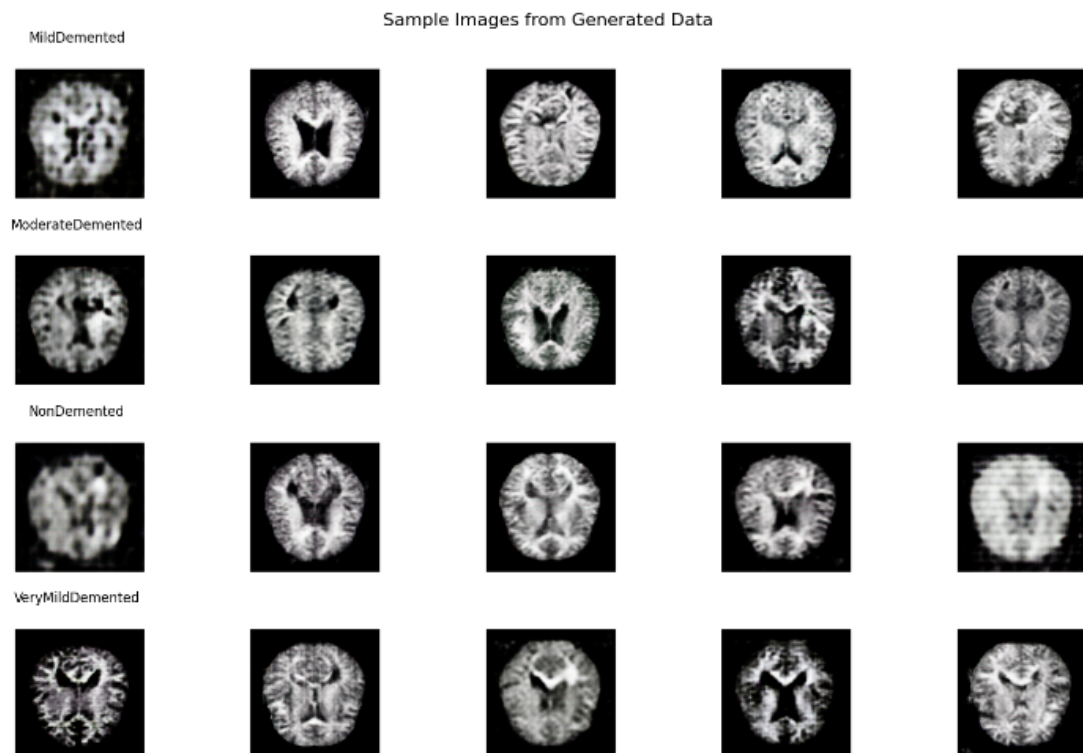 Sample Images from Generated Data
MildDemented
ModerateDemented
NonDemented
VeryMildDemented